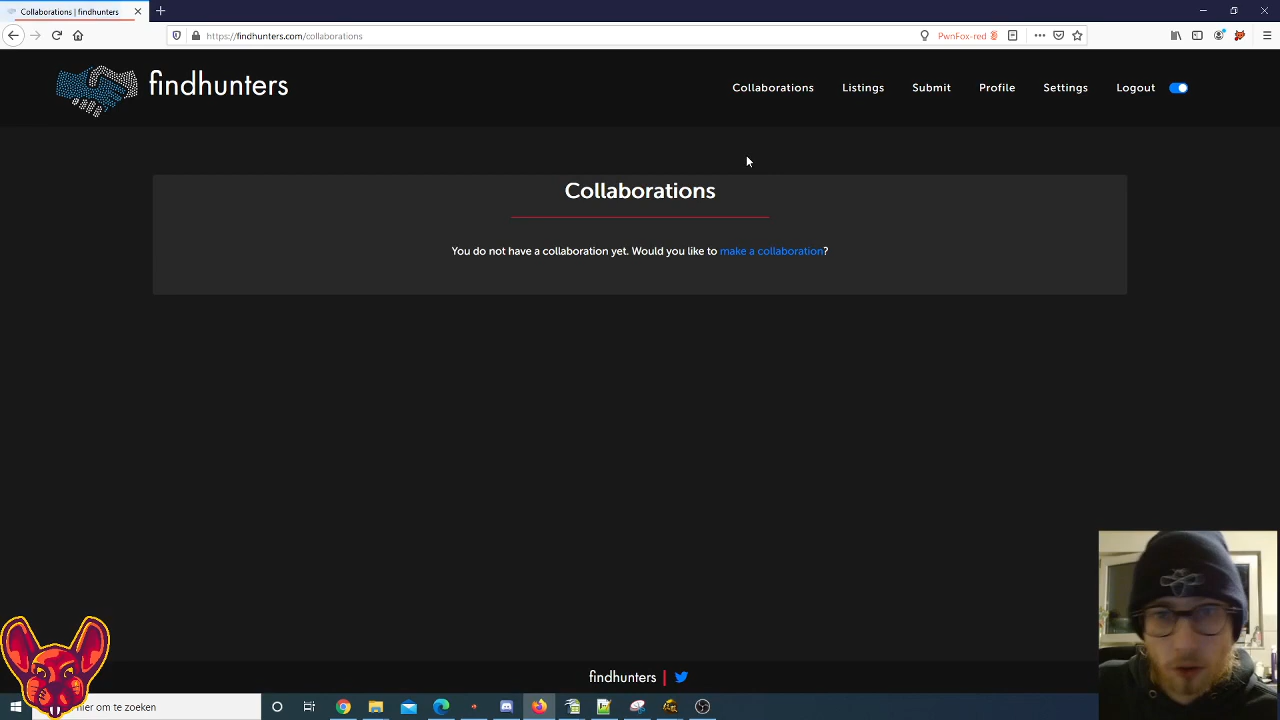 Collaborations | findhunters
https://findhunters.com/collaborations
PwnFox-red
findhunters
Collaborations Listings Submit Profile Settings Logout
Collaborations
You do not have a collaboration yet. Would you like to make a collaboration?
findhunters |
hier om te zoeken